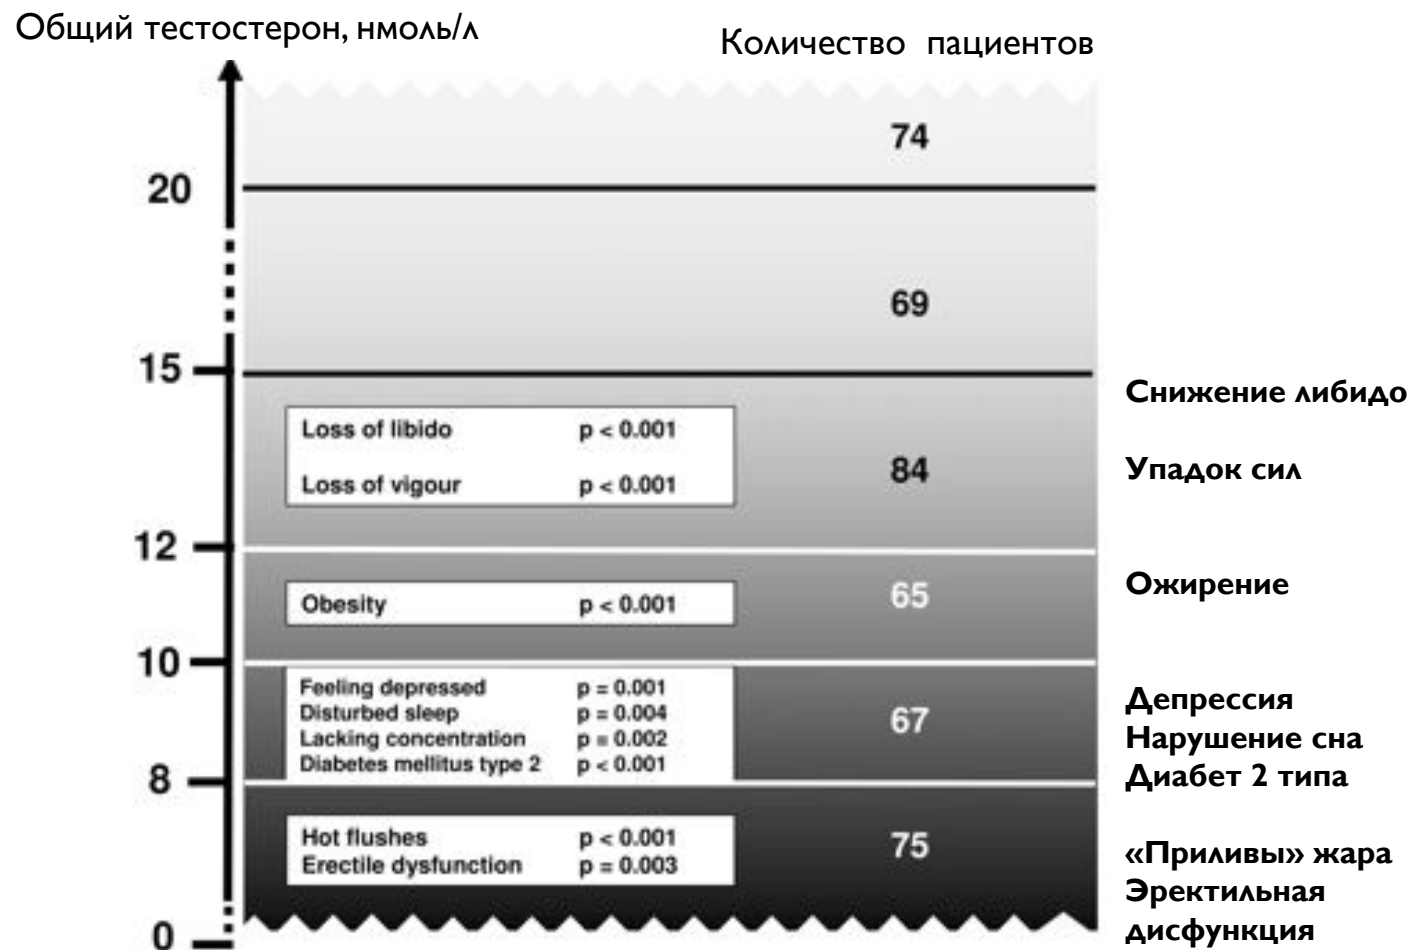 Общий тестостерон, нмоль/л
Количество пациентов
74
20
69
15
Снижение либидо
Loss of libido p < 0.001
84
Упадок сил
Loss of vigour p < 0.001
12
Ожирение
65
Obesity p < 0.001
10
Feeling depressed p = 0.001
Депрессия
Disturbed sleep p = 0.004
67
Lacking concentration p = 0.002
Нарушение сна
Diabetes mellitus type 2 p < 0.001
Диабет 2 типа
8
Hot flushes p < 0.001
75
«Приливы» жара
Erectile dysfunction p = 0.003
Эректильная
дисфункция
0